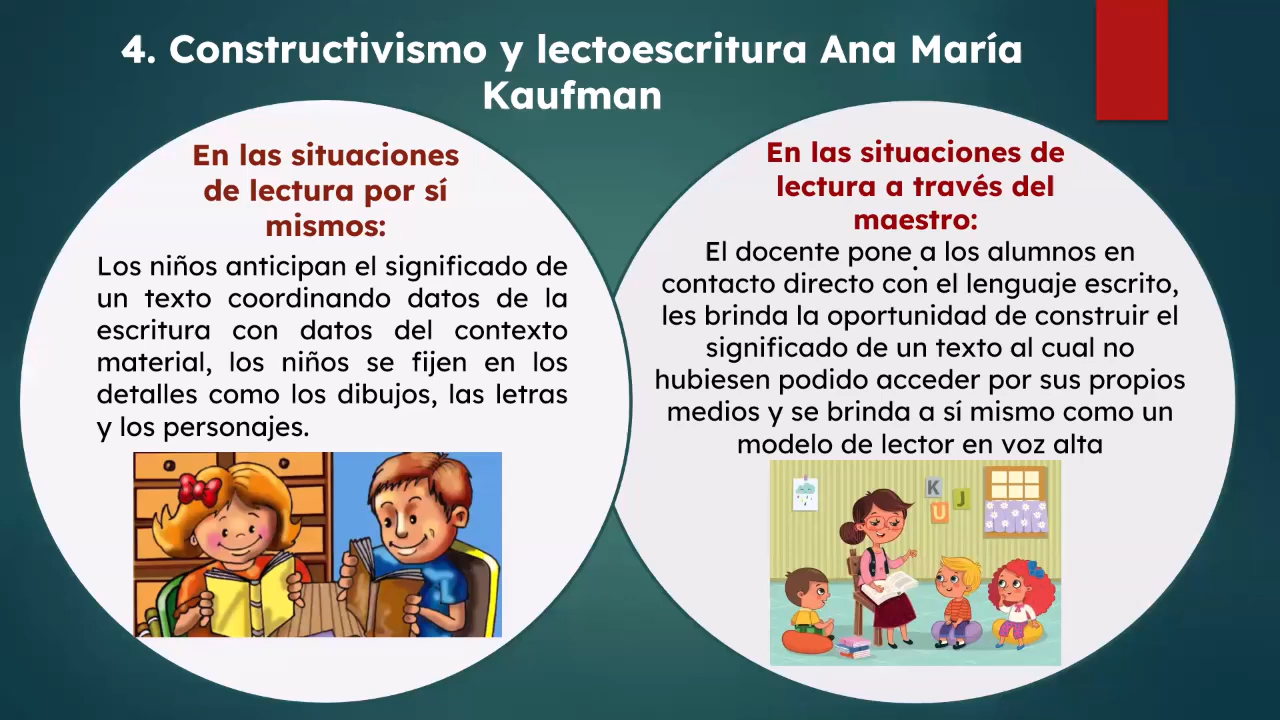 4. Constructivismo y lectoescritura Ana María
Kaufman
En las situaciones
de lectura por sí
mismos:
Los niños anticipan el significado de
un texto coordinando datos de la
escritura con datos del contexto
material, los niños se fijen en los
detalles como los dibujos, las letras
y los personajes.
En las situaciones de
lectura a través del
maestro:
El docente pone a los alumnos en
contacto directo con el lenguaje escrito,
les brinda la oportunidad de construir el
significado de un texto al cual no
hubiesen podido acceder por sus propios
medios y se brinda a sí mismo como un
modelo de lector en voz alta
.
K
J
U